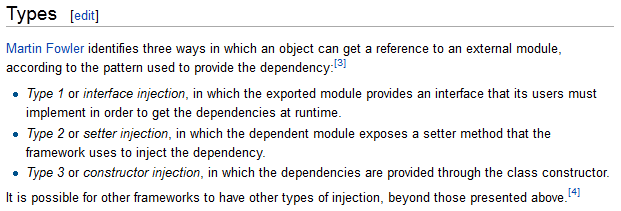 Types [edit]
Martin Fowler identifies three ways in which an object can get a reference to an external module,
according to the pattern used to provide the dependency:[3]
• Type 1 or interface injection, in which the exported module provides an interface that its users must
implement in order to get the dependencies at runtime.
• Type 2 or setter injection, in which the dependent module exposes a setter method that the
framework uses to inject the dependency.
• Type 3 or constructor injection, in which the dependencies are provided through the class constructor.
It is possible for other frameworks to have other types of injection, beyond those presented above.[4]